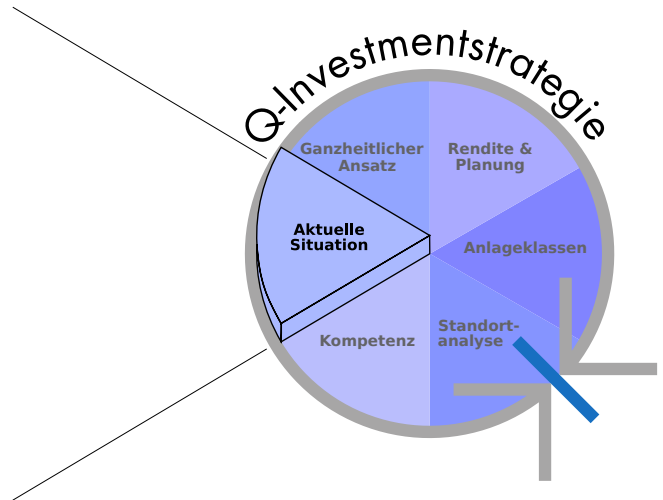 Q-Investmentstrategie
Ganzheitlicher
Ansatz
Rendite &
Planung
Aktuelle
Situation
Anlageklassen
Kompetenz
Standort-
analyse